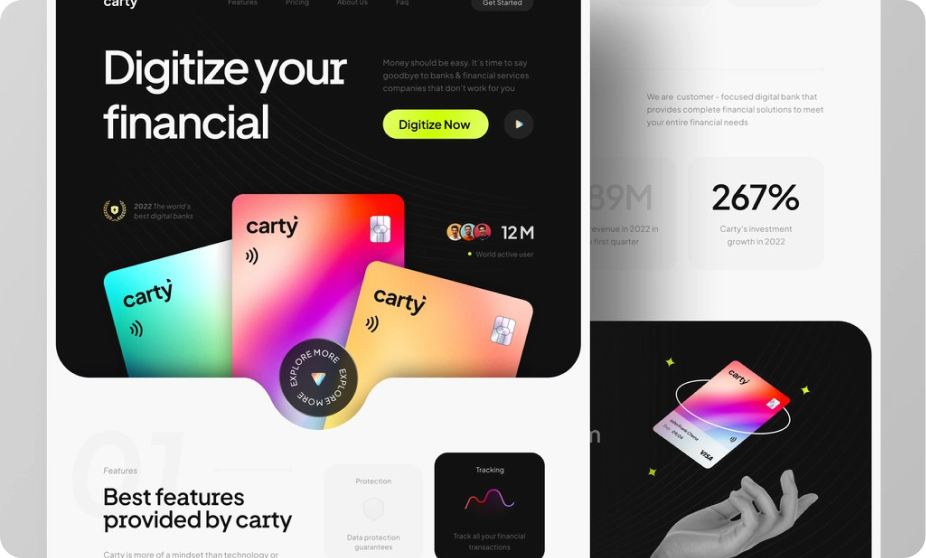 carty
Features
Pricing
About Us
Faq
Get Started
Digitize your
financial
Money should be easy. It's time to say
goodbye to banks & financial services
companies that don't work for you
Digitize Now
2022 The world's
best digital banks
12M
World active user
carty
carty
carty
EXPLORE MORE EXPLORE MORE
01
Features
Best features
provided by carty
Carty is more of a mindset than technology or
Protection
Data protection
guarantees
Tracking
Track all your financial
transactions
We are customer - focused digital bank that
provides complete financial solutions to meet
your entire financial needs
89M
revenue in 2022 in
first quarter
267%
Carty's investment
growth in 2022
carty
VISA